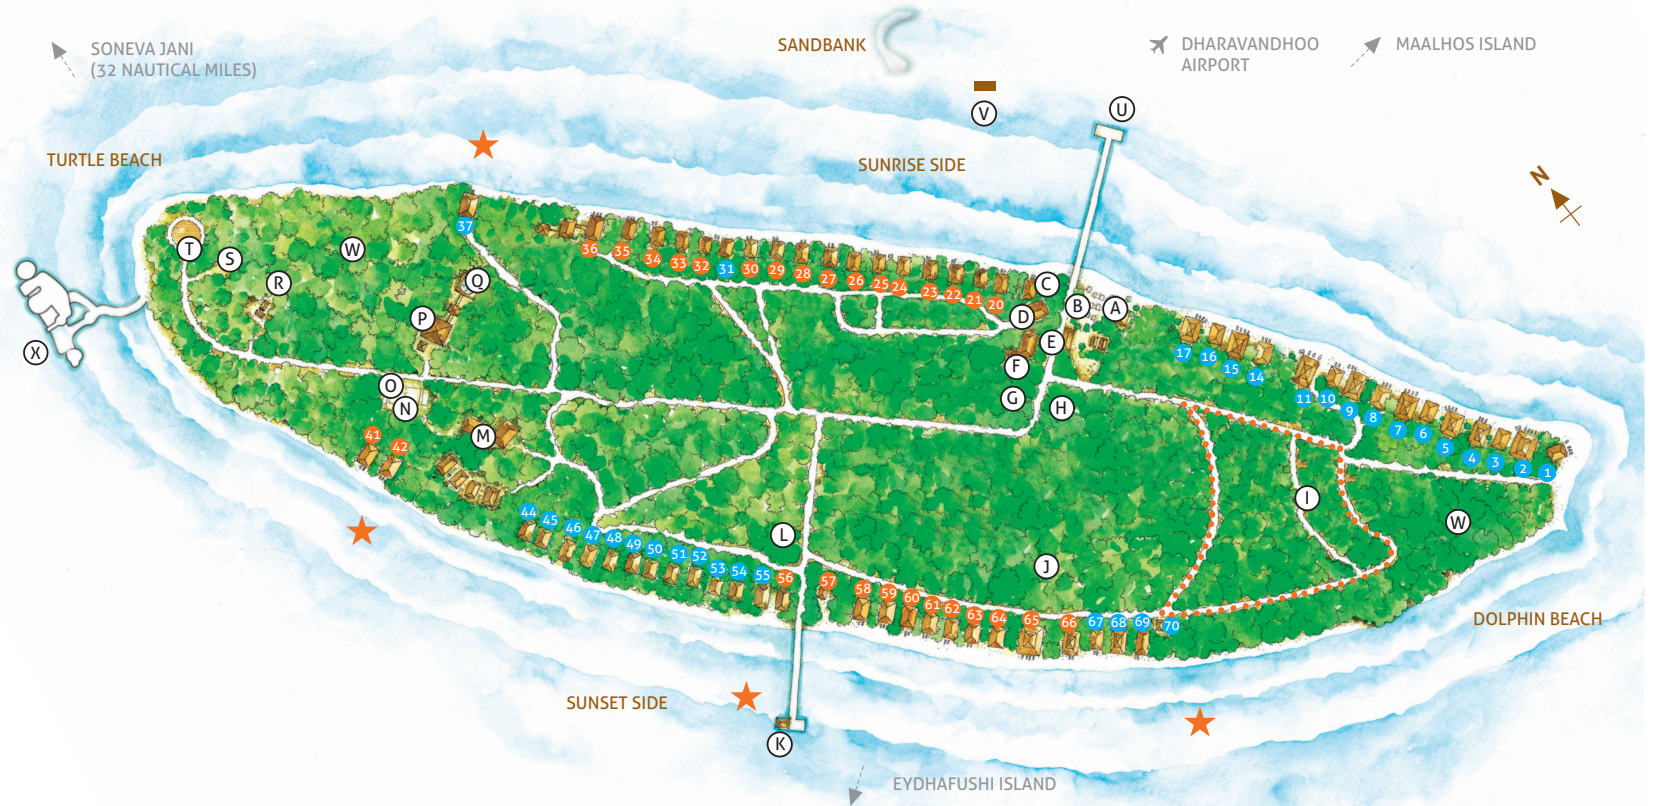 SONEVA JANI
(32 NAUTICAL MILES)
SANDBANK
DHARAVANDHOO
AIRPORT
MAALHOS ISLAND
V
U
TURTLE BEACH
SUNRISE SIDE
N
37
T
S
W
R
Q
P
X
36
35
34
33
32
31
30
29
28
27
26
25
24
23
22
21
20
C
B
A
D
E
F
G
H
17
16
15
14
11
10
9
8
7
6
5
4
3
2
1
O
N
M
41
42
I
W
44
45
46
47
48
49
50
51
52
53
54
55
56
L
J
57
58
59
60
61
62
63
64
65
66
67
68
69
70
DOLPHIN BEACH
SUNSET SIDE
K
EYDHAFUSHI ISLAND